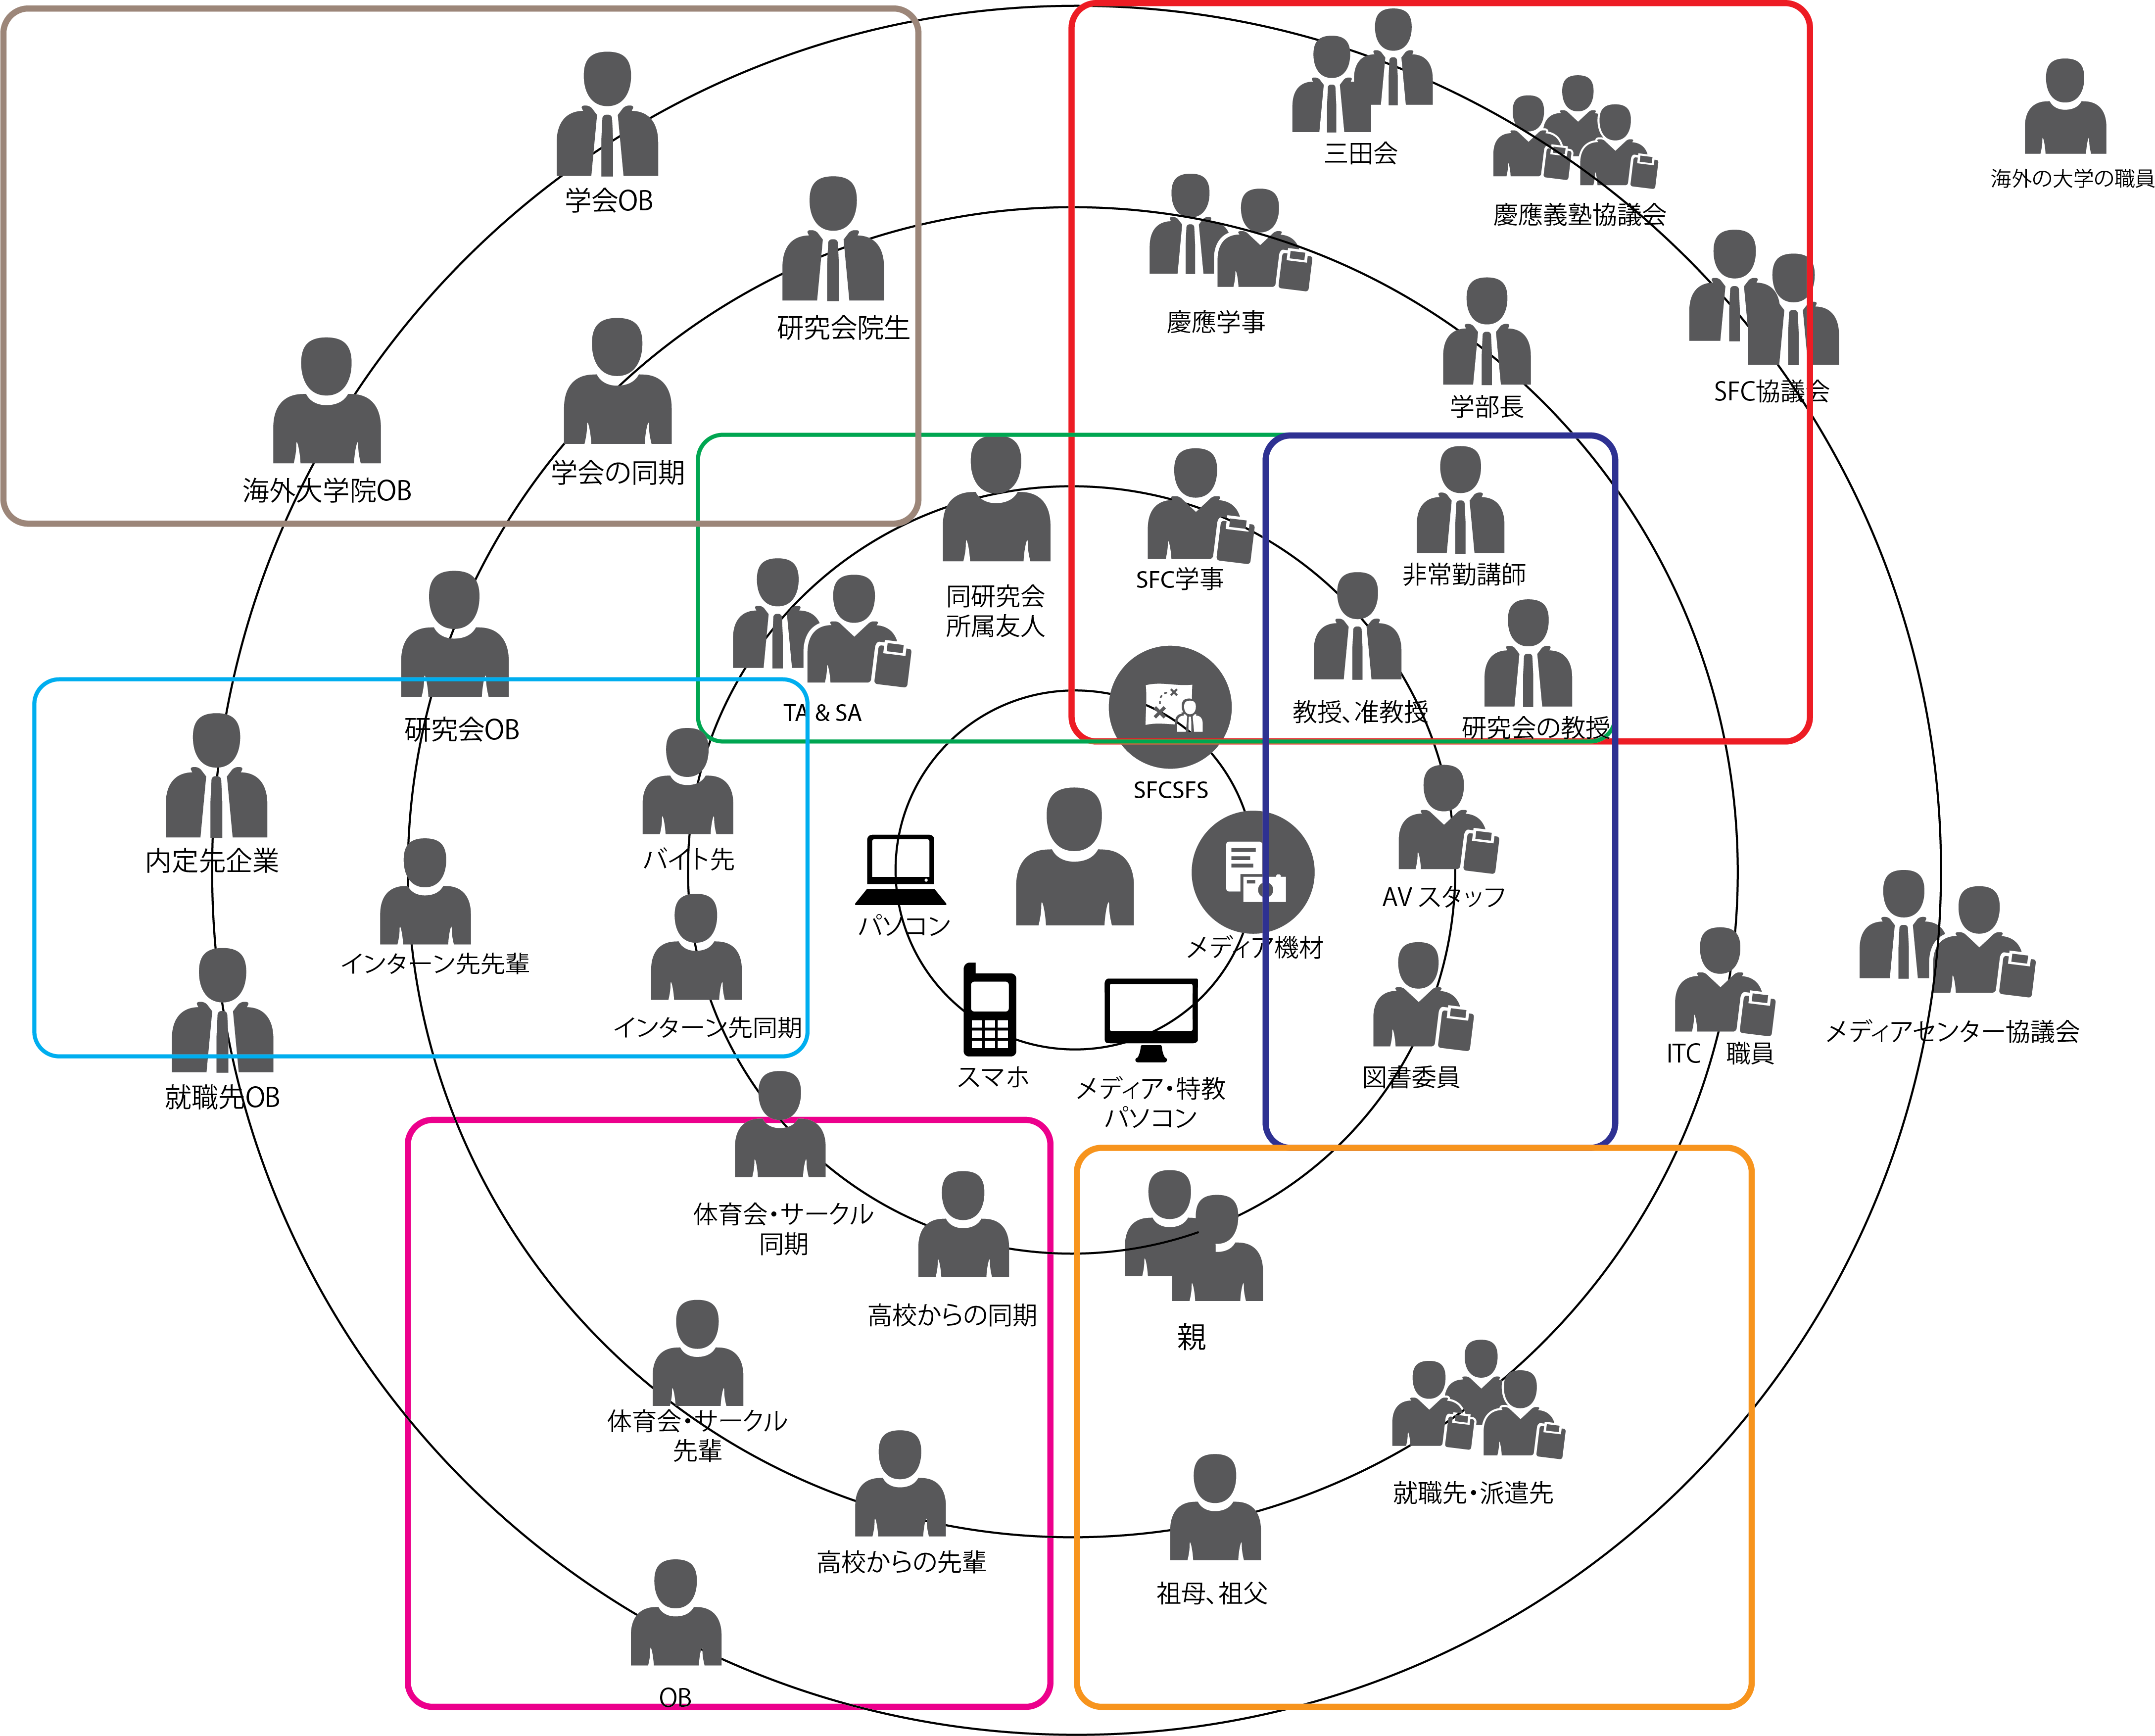 三田会
海外の大学の職員
学会OB
慶應義塾協議会
研究会院生
慶應学事
SFC協議会
学部長
学会の同期
海外大学院OB
SFC学事
非常勤講師
同研究会
所属友人
TA & SA
教授、准教授
研究会の教授
研究会OB
SFCSFS
内定先企業
バイト先
パソコン
メディア機材
AV スタッフ
インターン先先輩
インターン先同期
メディアセンター協議会
ITC　職員
スマホ
図書委員
メディア・特教
パソコン
就職先OB
体育会・サークル
同期
高校からの同期
親
体育会・サークル
先輩
就職先・派遣先
高校からの先輩
祖母、祖父
OB